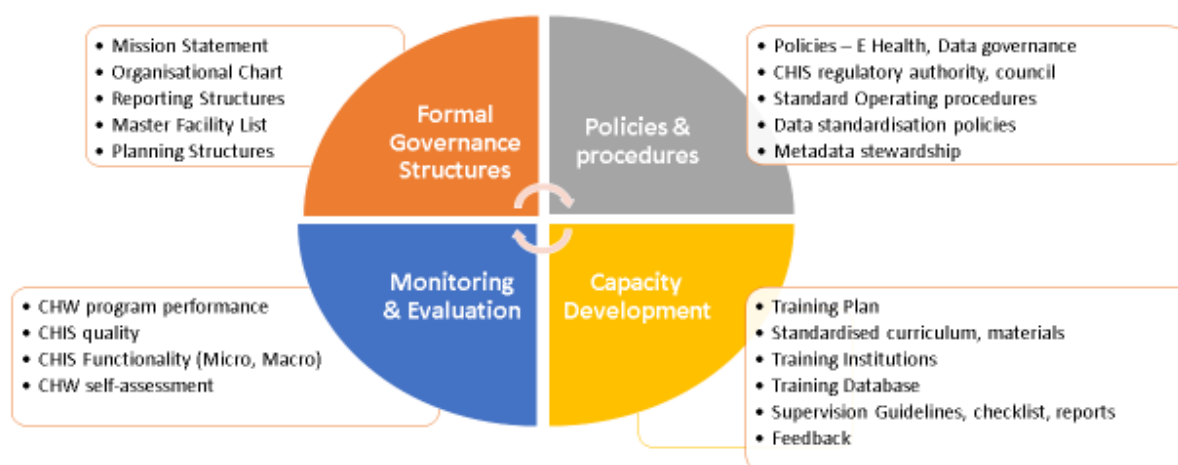 • Mission Statement
• Organisational Chart
• Reporting Structures
• Master Facility List
• Planning Structures
Formal
Governance
Structures
Policies &
procedures
• Policies – E Health, Data governance
• CHIS regulatory authority, council
• Standard Operating procedures
• Data standardisation policies
• Metadata stewardship
• CHW program performance
• CHIS quality
• CHIS Functionality (Micro, Macro)
• CHW self-assessment
Monitoring
& Evaluation
Capacity
Development
• Training Plan
• Standardised curriculum, materials
• Training Institutions
• Training Database
• Supervision Guidelines, checklist, reports
• Feedback